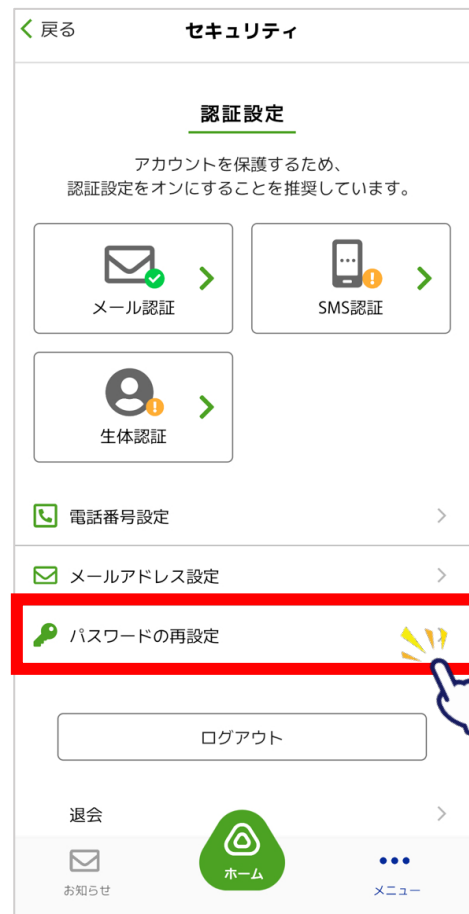 戻る
セキュリティ
認証設定
アカウントを保護するため、
認証設定をオンにすることを推奨しています。
メール認証
SMS認証
生体認証
電話番号設定
メールアドレス設定
パスワードの再設定
ログアウト
退会
お知らせ
ホーム
メニュー